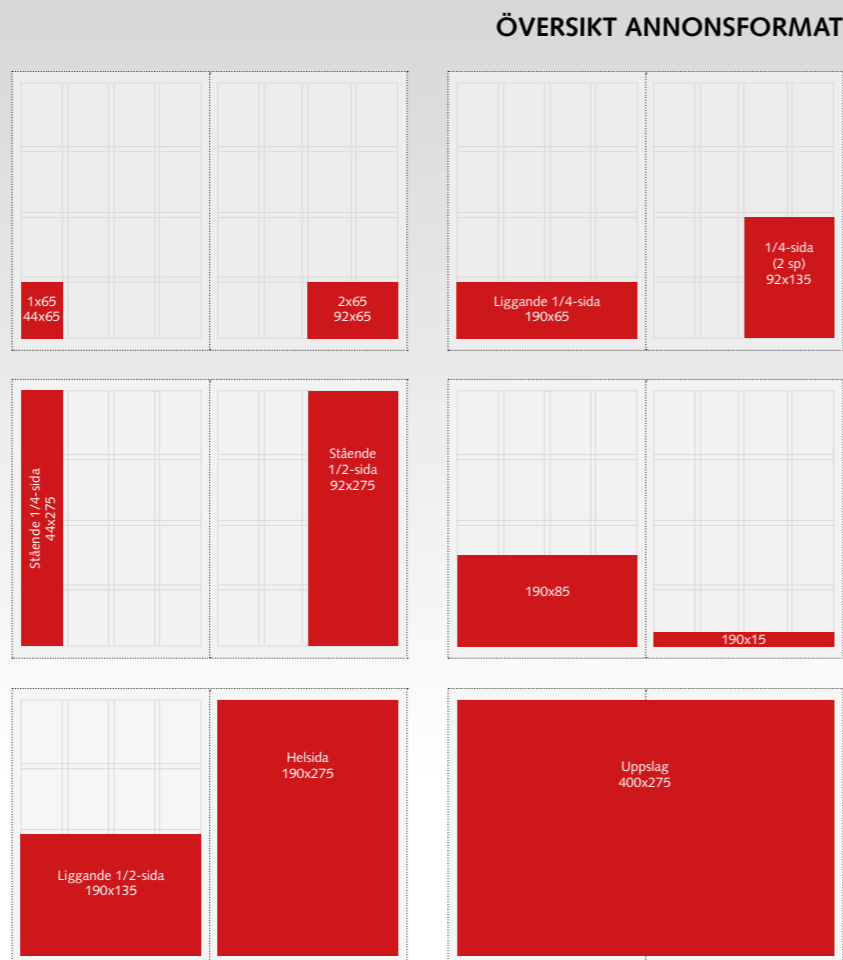 ÖVERSIKT ANNONSFORMAT
1x65
44x65
2x65
92x65
Liggande 1/4-sida
190x65
1/4-sida
(2 sp)
92x135
Stående 1/4-sida
44x275
Stående
1/2-sida
92x275
190x85
190x15
Liggande 1/2-sida
190x135
Helsida
190x275
Uppslag
400x275